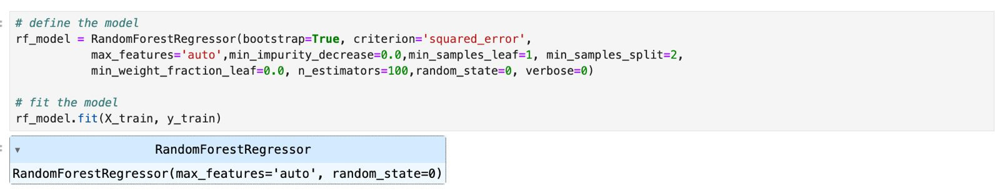 # define the model
rf_model = RandomForestRegressor(bootstrap=True, criterion='squared_error',
max_features='auto',min_impurity_decrease=0.0,min_samples_leaf=1, min_samples_split=2,
min_weight_fraction_leaf=0.0, n_estimators=100,random_state=0, verbose=0)
# fit the model
rf_model.fit(X_train, y_train)
▾ RandomForestRegressor
RandomForestRegressor(max_features='auto', random_state=0)